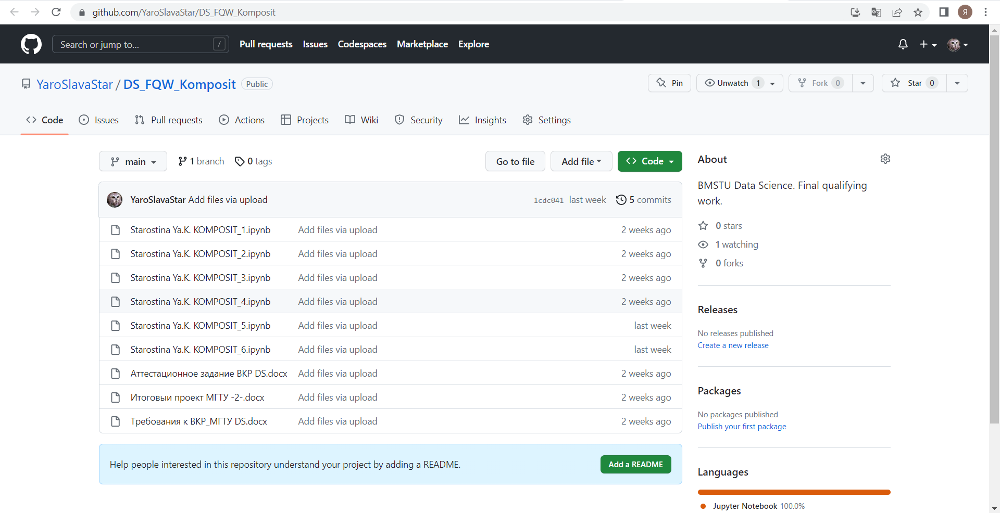 github.com/YaroSlavaStar/DS_FQW_Komposit
Я
Search or jump to...
/
Pull requests
Issues
Codespaces
Marketplace
Explore
YaroSlavaStar / DS_FQW_Komposit
Public
Pin
Unwatch 1
Fork 0
Star 0
Code
Issues
Pull requests
Actions
Projects
Wiki
Security
Insights
Settings
main
1 branch
0 tags
Go to file
Add file
Code
YaroSlavaStar Add files via upload
1cdc041 last week
5 commits
Starostina Ya.K. KOMPOSIT_1.ipynb Add files via upload 2 weeks ago
Starostina Ya.K. KOMPOSIT_2.ipynb Add files via upload 2 weeks ago
Starostina Ya.K. KOMPOSIT_3.ipynb Add files via upload 2 weeks ago
Starostina Ya.K. KOMPOSIT_4.ipynb Add files via upload 2 weeks ago
Starostina Ya.K. KOMPOSIT_5.ipynb Add files via upload last week
Starostina Ya.K. KOMPOSIT_6.ipynb Add files via upload last week
Аттестационное задание ВКР DS.docx Add files via upload 2 weeks ago
Итоговыи проект МГТУ -2-.docx Add files via upload 2 weeks ago
Требования к ВКР_МГТУ DS.docx Add files via upload 2 weeks ago
Help people interested in this repository understand your project by adding a README.
Add a README
About
BMSTU Data Science. Final qualifying
work.
0 stars
1 watching
0 forks
Releases
No releases published
Create a new release
Packages
No packages published
Publish your first package
Languages
Jupyter Notebook 100.0%